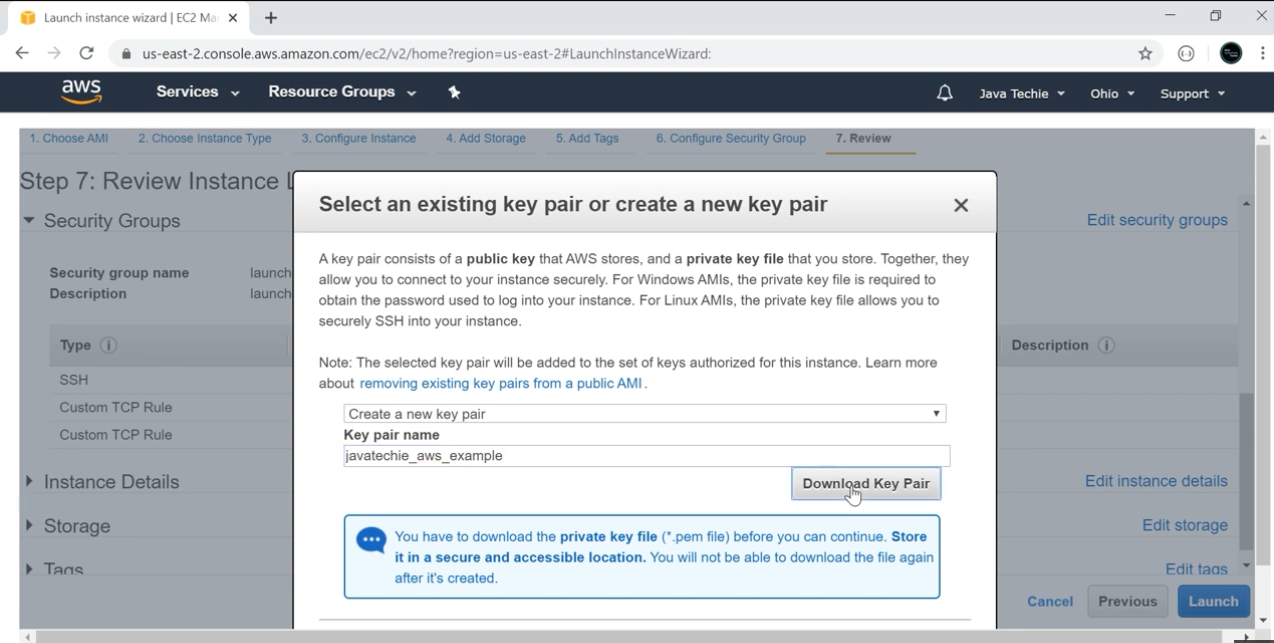 Launch instance wizard | EC2 Ma
us-east-2.console.aws.amazon.com/ec2/v2/home?region=us-east-2#LaunchInstanceWizard:
aws Services Resource Groups Java Techie Ohio Support
1. Choose AMI 2. Choose Instance Type 3. Configure Instance 4. Add Storage 5. Add Tags 6. Configure Security Group 7. Review
Step 7: Review Instance L
Security Groups Edit security groups
Security group name launch
Description launch
Type Description
SSH
Custom TCP Rule
Custom TCP Rule
Instance Details Edit instance details
Storage Edit storage
Tags Edit tags
Select an existing key pair or create a new key pair
A key pair consists of a public key that AWS stores, and a private key file that you store. Together, they
allow you to connect to your instance securely. For Windows AMIs, the private key file is required to
obtain the password used to log into your instance. For Linux AMIs, the private key file allows you to
securely SSH into your instance.
Note: The selected key pair will be added to the set of keys authorized for this instance. Learn more
about removing existing key pairs from a public AMI .
Create a new key pair
Key pair name
javatechie_aws_example
Download Key Pair
You have to download the private key file (*.pem file) before you can continue. Store
it in a secure and accessible location. You will not be able to download the file again
after it's created.
Cancel Previous Launch